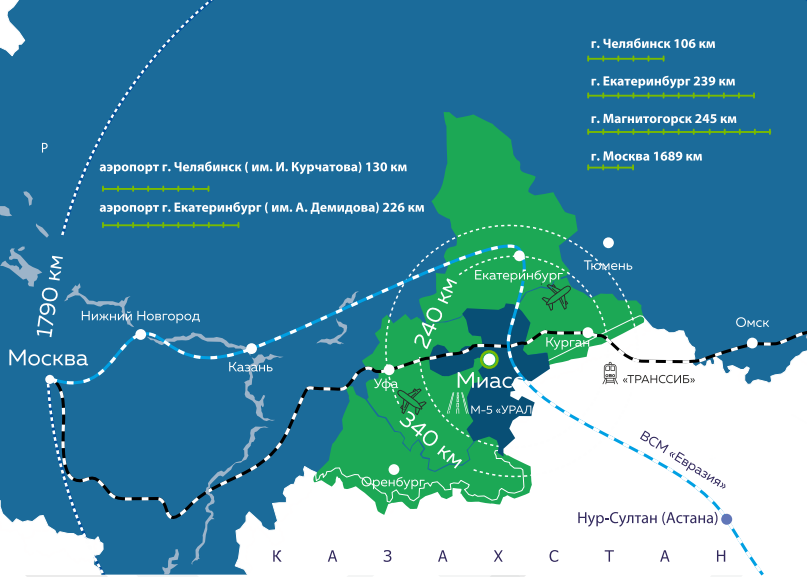 г. Челябинск 106 км
г. Екатеринбург 239 км
г. Магнитогорск 245 км
г. Москва 1689 км
Р
аэропорт г. Челябинск ( им. И. Курчатова) 130 км
аэропорт г. Екатеринбург ( им. А. Демидова) 226 км
1790 км
Екатеринбург
Тюмень
240 км
Нижний Новгород
Омск
Курган
Москва
Казань
Уфа
Миасс
«ТРАНССИБ»
М-5 «УРАЛ
340 км
ВСМ «Евразия»
Оренбург
Нур-Султан (Астана)
К А З А Х С Т А Н